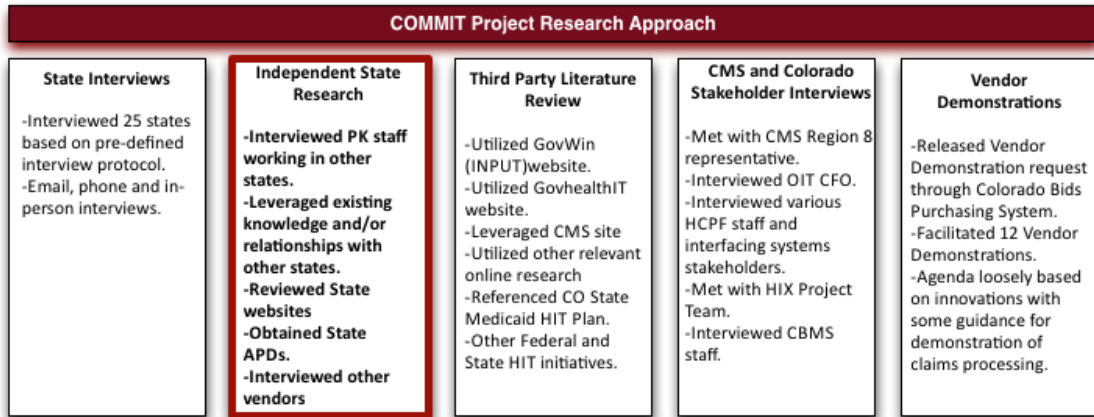 COMMIT Project Research Approach
State Interviews
-Interviewed 25 states
based on pre-defined
interview protocol.
-Email, phone and in-
person interviews.
Independent State
Research
-Interviewed PK staff
working in other
states.
-Leveraged existing
knowledge and/or
relationships with
other states.
-Reviewed State
websites
-Obtained State
APDs.
-Interviewed other
vendors
Third Party Literature
Review
-Utilized GovWin
(INPUT)website.
-Utilized GovhealthIT
website.
-Leveraged CMS site
-Utilized other relevant
online research
-Referenced CO State
Medicaid HIT Plan.
-Other Federal and
State HIT initiatives.
CMS and Colorado
Stakeholder Interviews
-Met with CMS Region 8
representative.
-Interviewed OIT CFO.
-Interviewed various
HCPF staff and
interfacing systems
stakeholders.
-Met with HIX Project
Team.
-Interviewed CBMS
staff.
Vendor
Demonstrations
-Released Vendor
Demonstration request
through Colorado Bids
Purchasing System.
-Facilitated 12 Vendor
Demonstrations.
-Agenda loosely based
on innovations with
some guidance for
demonstration of
claims processing.